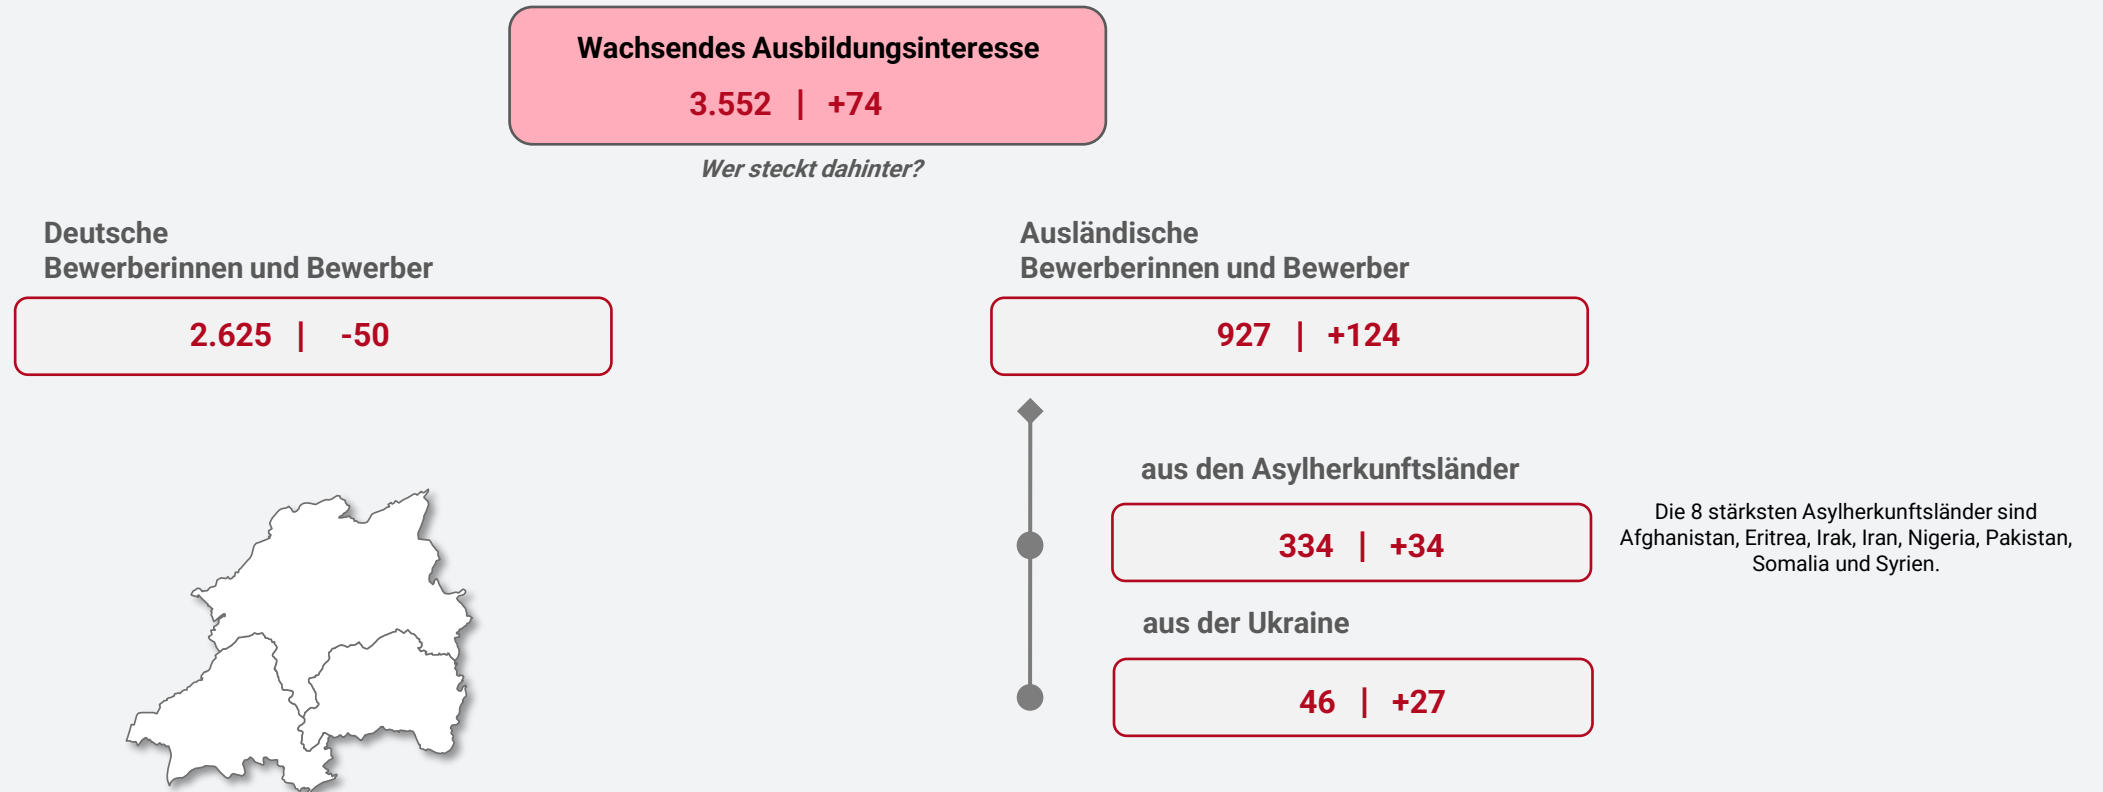 Wachsendes Ausbildungsinteresse
3.552 | +74
Wer steckt dahinter?
Deutsche
Bewerberinnen und Bewerber
2.625 | -50
Ausländische
Bewerberinnen und Bewerber
927 | +124
aus den Asylherkunftsländer
334 | +34
Die 8 stärksten Asylherkunftsländer sind
Afghanistan, Eritrea, Irak, Iran, Nigeria, Pakistan,
Somalia und Syrien.
aus der Ukraine
46 | +27